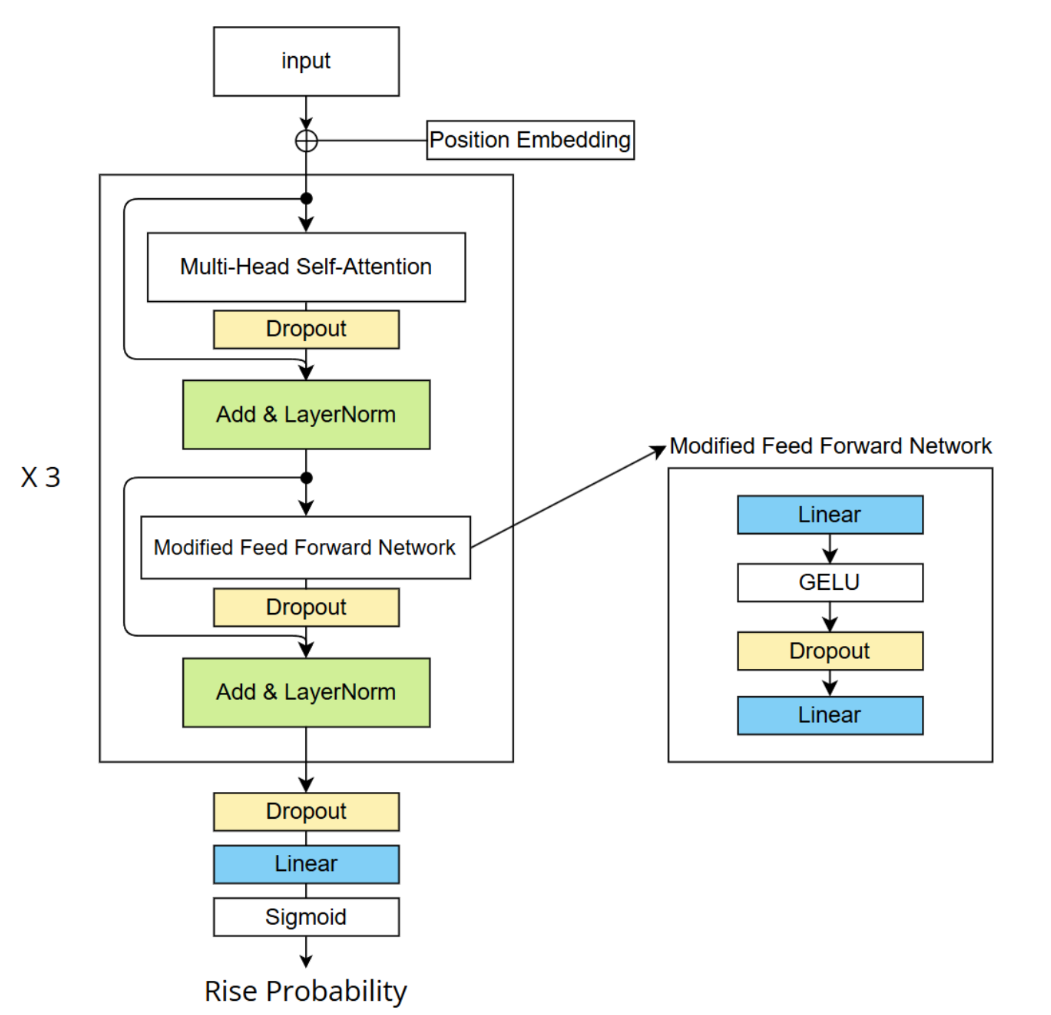 input
Position Embedding
Multi-Head Self-Attention
Dropout
Add & LayerNorm
X 3
Modified Feed Forward Network
Dropout
Add & LayerNorm
Dropout
Linear
Sigmoid
Rise Probability
Modified Feed Forward Network
Linear
GELU
Dropout
Linear